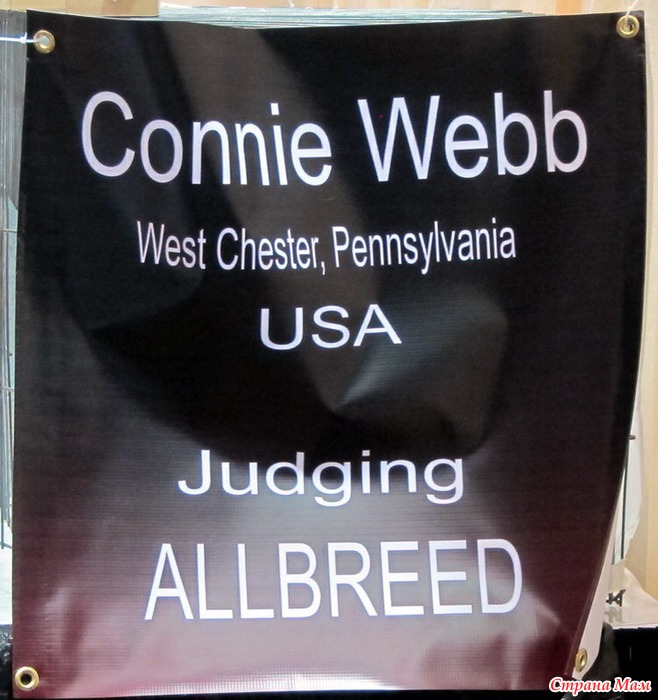 Connie Webb
West Chester, Pennsylvania
USA
Judging
ALLBREED
Страна Мам